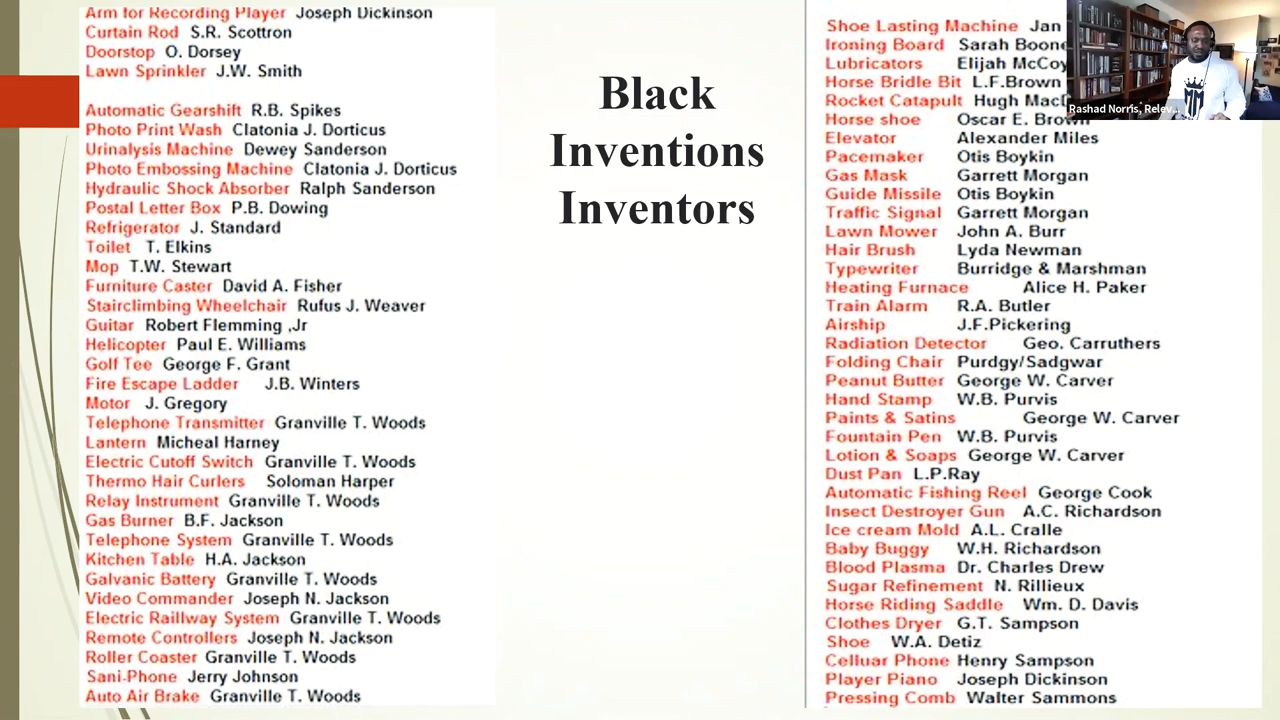 Arm for Recording Player Joseph Dickinson
Curtain Rod S.R. Scottron
Doorstop O. Dorsey
Lawn Sprinkler J.W. Smith
Automatic Gearshift R.B. Spikes
Photo Print Wash Clatonia J. Dorticus
Urinalysis Machine Dewey Sanderson
Photo Embossing Machine Clatonia J. Dorticus
Hydraulic Shock Absorber Ralph Sanderson
Postal Letter Box P.B. Dowing
Refrigerator J. Standard
Toilet T. Elkins
Mop T.W. Stewart
Furniture Caster David A. Fisher
Stairclimbing Wheelchair Rufus J. Weaver
Guitar Robert Flemming ,Jr
Helicopter Paul E. Williams
Golf Tee George F. Grant
Fire Escape Ladder J.B. Winters
Motor J. Gregory
Telephone Transmitter Granville T. Woods
Lantern Micheal Harney
Electric Cutoff Switch Granville T. Woods
Thermo Hair Curlers Soloman Harper
Relay Instrument Granville T. Woods
Gas Burner B.F. Jackson
Telephone System Granville T. Woods
Kitchen Table H.A. Jackson
Galvanic Battery Granville T. Woods
Video Commander Joseph N. Jackson
Electric Raillway System Granville T. Woods
Remote Controllers Joseph N. Jackson
Roller Coaster Granville T. Woods
Sani-Phone Jerry Johnson
Auto Air Brake Granville T. Woods
Black
Inventions
Inventors
Shoe Lasting Machine Jan
Ironing Board Sarah Boone
Lubricators Elijah McCoy
Horse Bridle Bit L.F.Brown
Rocket Catapult Hugh MacD
Horse shoe Oscar E. Brown
Elevator Alexander Miles
Pacemaker Otis Boykin
Gas Mask Garrett Morgan
Guide Missile Otis Boykin
Traffic Signal Garrett Morgan
Lawn Mower John A. Burr
Hair Brush Lyda Newman
Typewriter Burridge & Marshman
Heating Furnace Alice H. Paker
Train Alarm R.A. Butler
Airship J.F.Pickering
Radiation Detector Geo. Carruthers
Folding Chair Purdgy/Sadgwar
Peanut Butter George W. Carver
Hand Stamp W.B. Purvis
Paints & Satins George W. Carver
Fountain Pen W.B. Purvis
Lotion & Soaps George W. Carver
Dust Pan L.P.Ray
Automatic Fishing Reel George Cook
Insect Destroyer Gun A.C. Richardson
Ice cream Mold A.L. Cralle
Baby Buggy W.H. Richardson
Blood Plasma Dr. Charles Drew
Sugar Refinement N. Rillieux
Horse Riding Saddle Wm. D. Davis
Clothes Dryer G.T. Sampson
Shoe W.A. Detiz
Celluar Phone Henry Sampson
Player Piano Joseph Dickinson
Pressing Comb Walter Sammons
Rashad Norris, Relev...